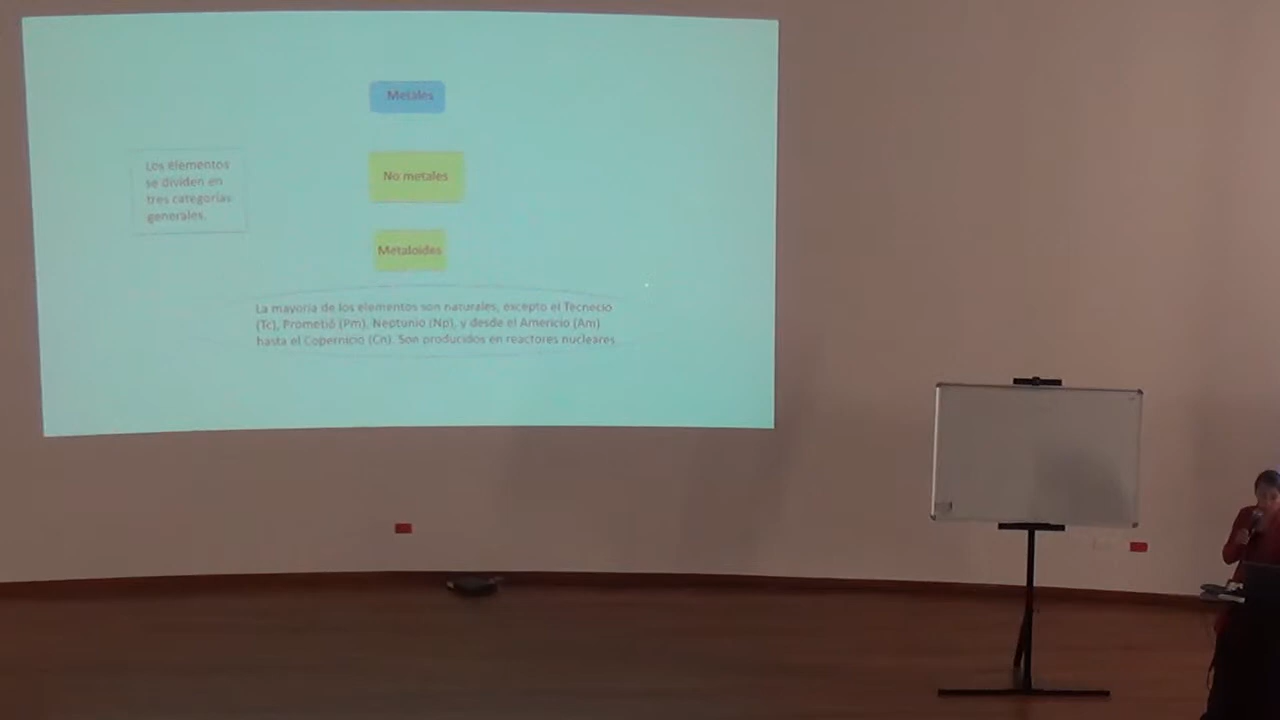 Metales
Los elementos
se dividen en
tres categorias
generales.
No metales
Metaloides
La mayoría de los elementos son naturales, excepto el Tecnecio
(Tc), Prometió (Pm), Neptunio (Np), y desde el Americio (Am)
hasta el Copernicio (Cn). Son producidos en reactores nucleares.